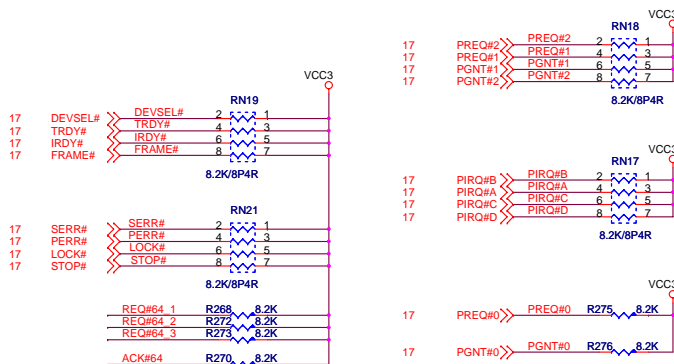 VCC3
RN19
17 DEVSEL# DEVSEL# 2 1
17 TRDY# TRDY# 4 3
17 IRDY# IRDY# 6 5
17 FRAME# FRAME# 8 7
8.2K/8P4R
RN21
17 SERR# SERR# 2 1
17 PERR# PERR# 4 3
17 LOCK# LOCK# 6 5
17 STOP# STOP# 8 7
8.2K/8P4R
REQ#64_1 R268 8.2K
REQ#64_2 R272 8.2K
REQ#64_3 R273 8.2K
ACK#64 R270 8.2K
VCC3
RN18
17 PREQ#2 PREQ#2 2 1
17 PREQ#1 PREQ#1 4 3
17 PGNT#1 PGNT#1 6 5
17 PGNT#2 PGNT#2 8 7
8.2K/8P4R
VCC3
RN17
17 PIRQ#B PIRQ#B 2 1
17 PIRQ#A PIRQ#A 4 3
17 PIRQ#C PIRQ#C 6 5
17 PIRQ#D PIRQ#D 8 7
8.2K/8P4R
VCC3
17 PREQ#0 PREQ#0 R275 8.2K
17 PGNT#0 PGNT#0 R276 8.2K